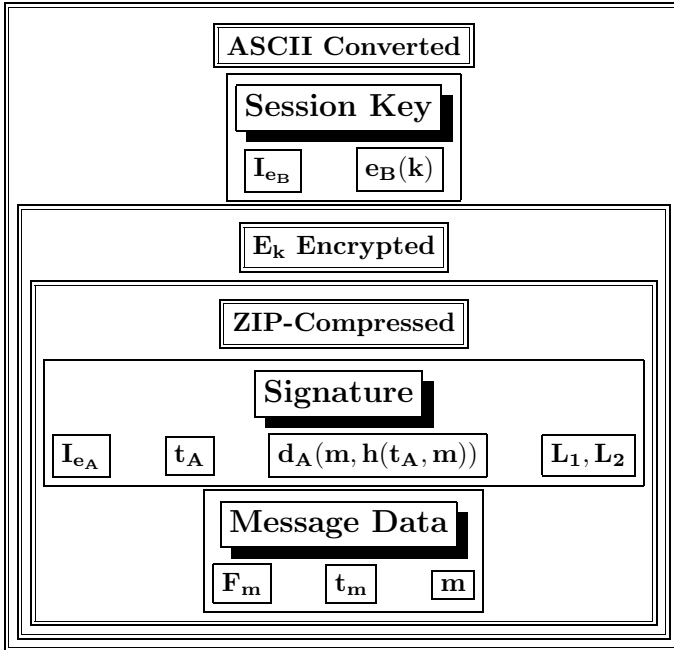 ASCII Converted
Session Key
I_{e_B} e_B(k)
E_k Encrypted
ZIP-Compressed
Signature
I_{e_A} t_A d_A(m, h(t_A, m)) L_1, L_2
Message Data
F_m t_m m